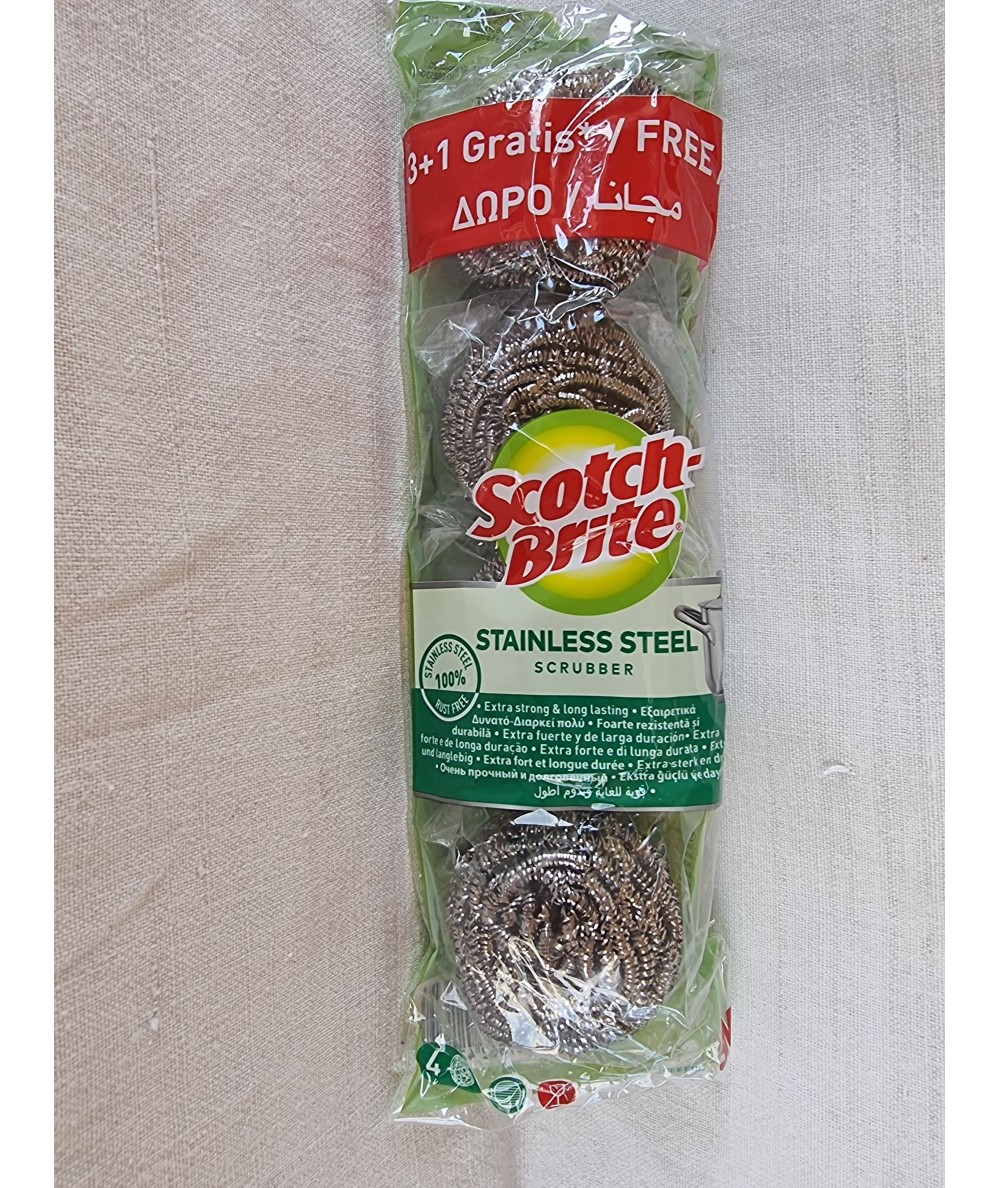 3+1 Gratis* / FREE /
ΔΩΡΟ / مجانا
Scotch-
Brite®
STAINLESS STEEL
SCRUBBER
STAINLESS STEEL
100%
RUST FREE
• Extra strong & long lasting • Εξαιρετικά
Δυνατό-Διαρκεί πολύ • Foarte rezistentă și
durabilă • Extra fuerte y de larga duración • Extra
forte e de longa duração • Extra forte e di lunga durata • Ext
und langlebig • Extra fort et longue durée • Extra sterk en d
• Очень прочный и долговечный • Ekstra güçlü ve day
• قوية للغاية وتدوم أطول
4